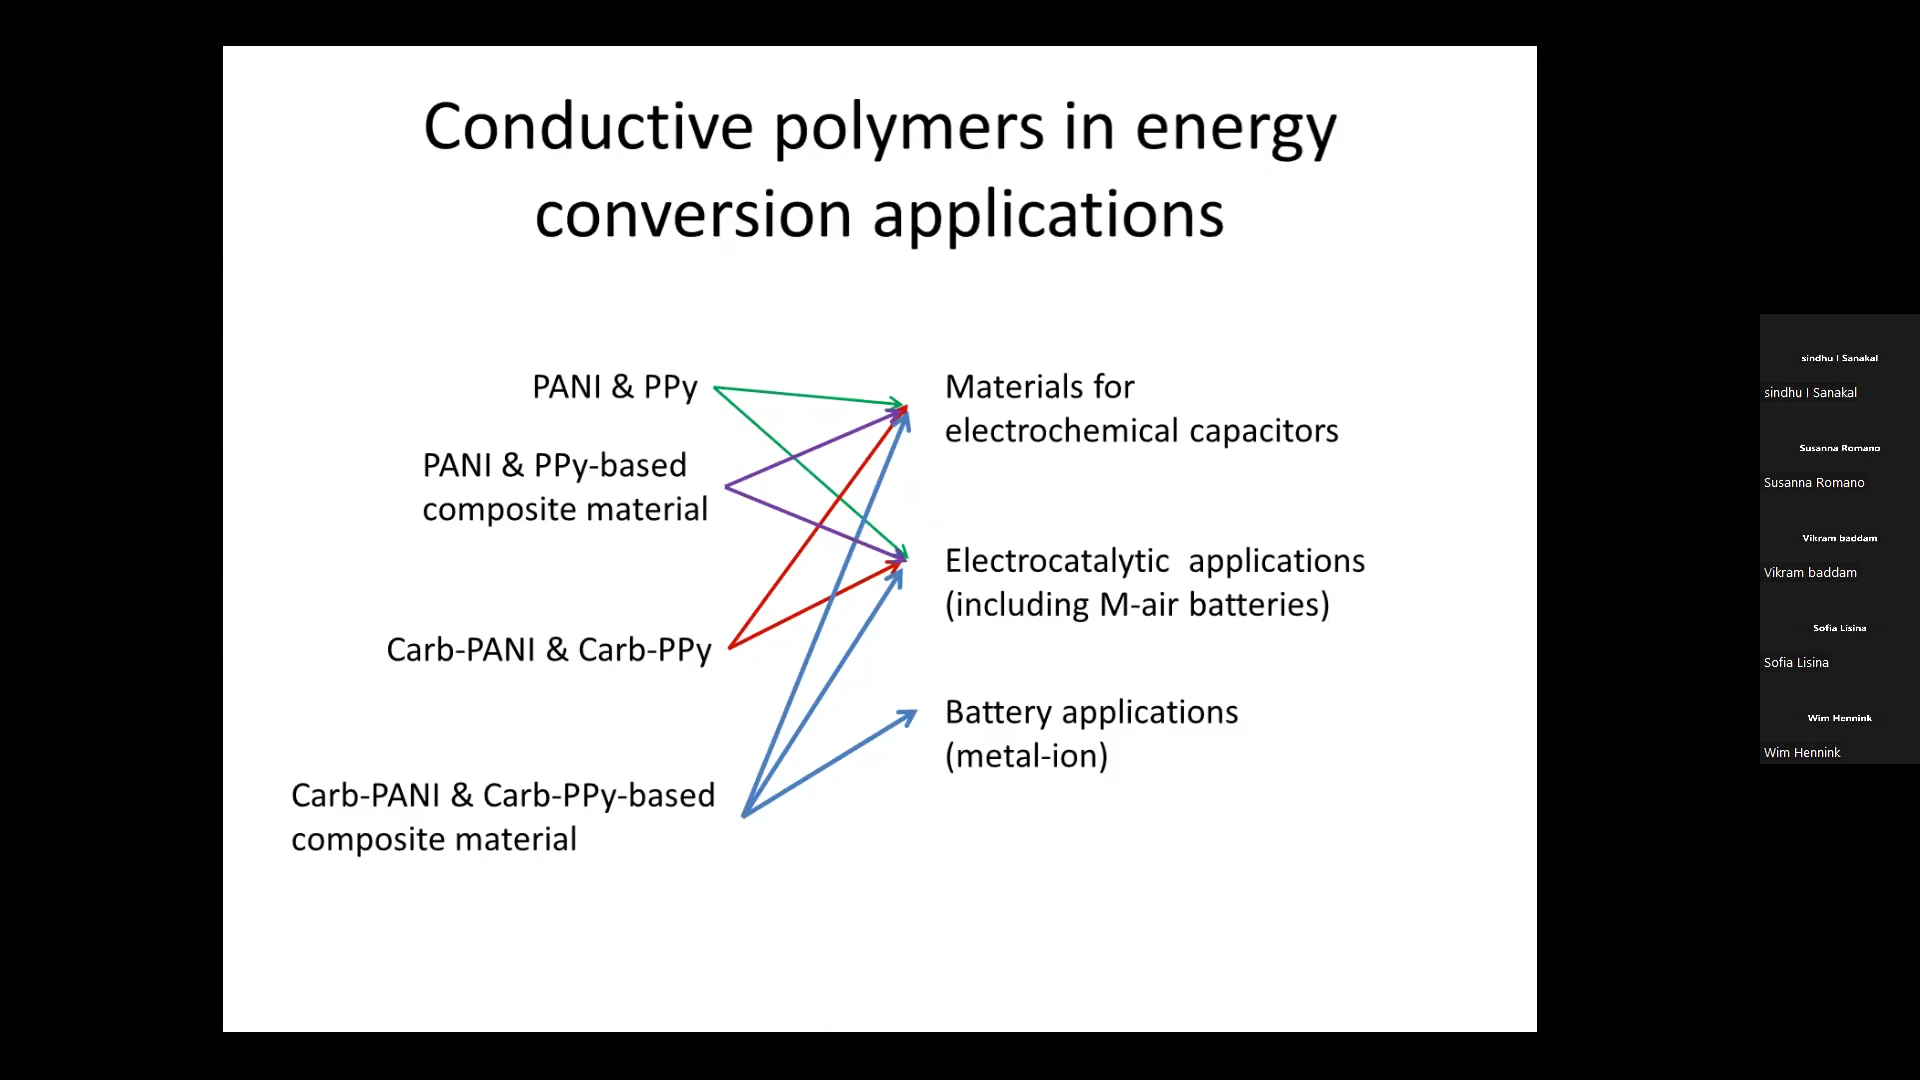 Conductive polymers in energy
conversion applications
PANI & PPy
PANI & PPy-based
composite material
Carb-PANI & Carb-PPy
Carb-PANI & Carb-PPy-based
composite material
Materials for
electrochemical capacitors
Electrocatalytic applications
(including M-air batteries)
Battery applications
(metal-ion)
sindhu I Sanakal
sindhu I Sanakal
Susanna Romano
Susanna Romano
Vikram baddam
Vikram baddam
Sofia Lisina
Sofia Lisina
Wim Hennink
Wim Hennink